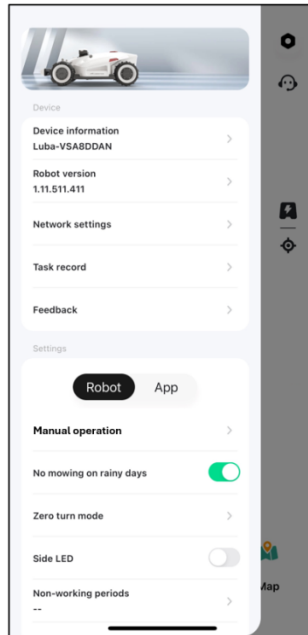 Device
Device information
Luba-VSA8DDAN
Robot version
1.11.511.411
Network settings
Task record
Feedback
Settings
Robot App
Manual operation
No mowing on rainy days
Zero turn mode
Side LED
Non-working periods
--
Map